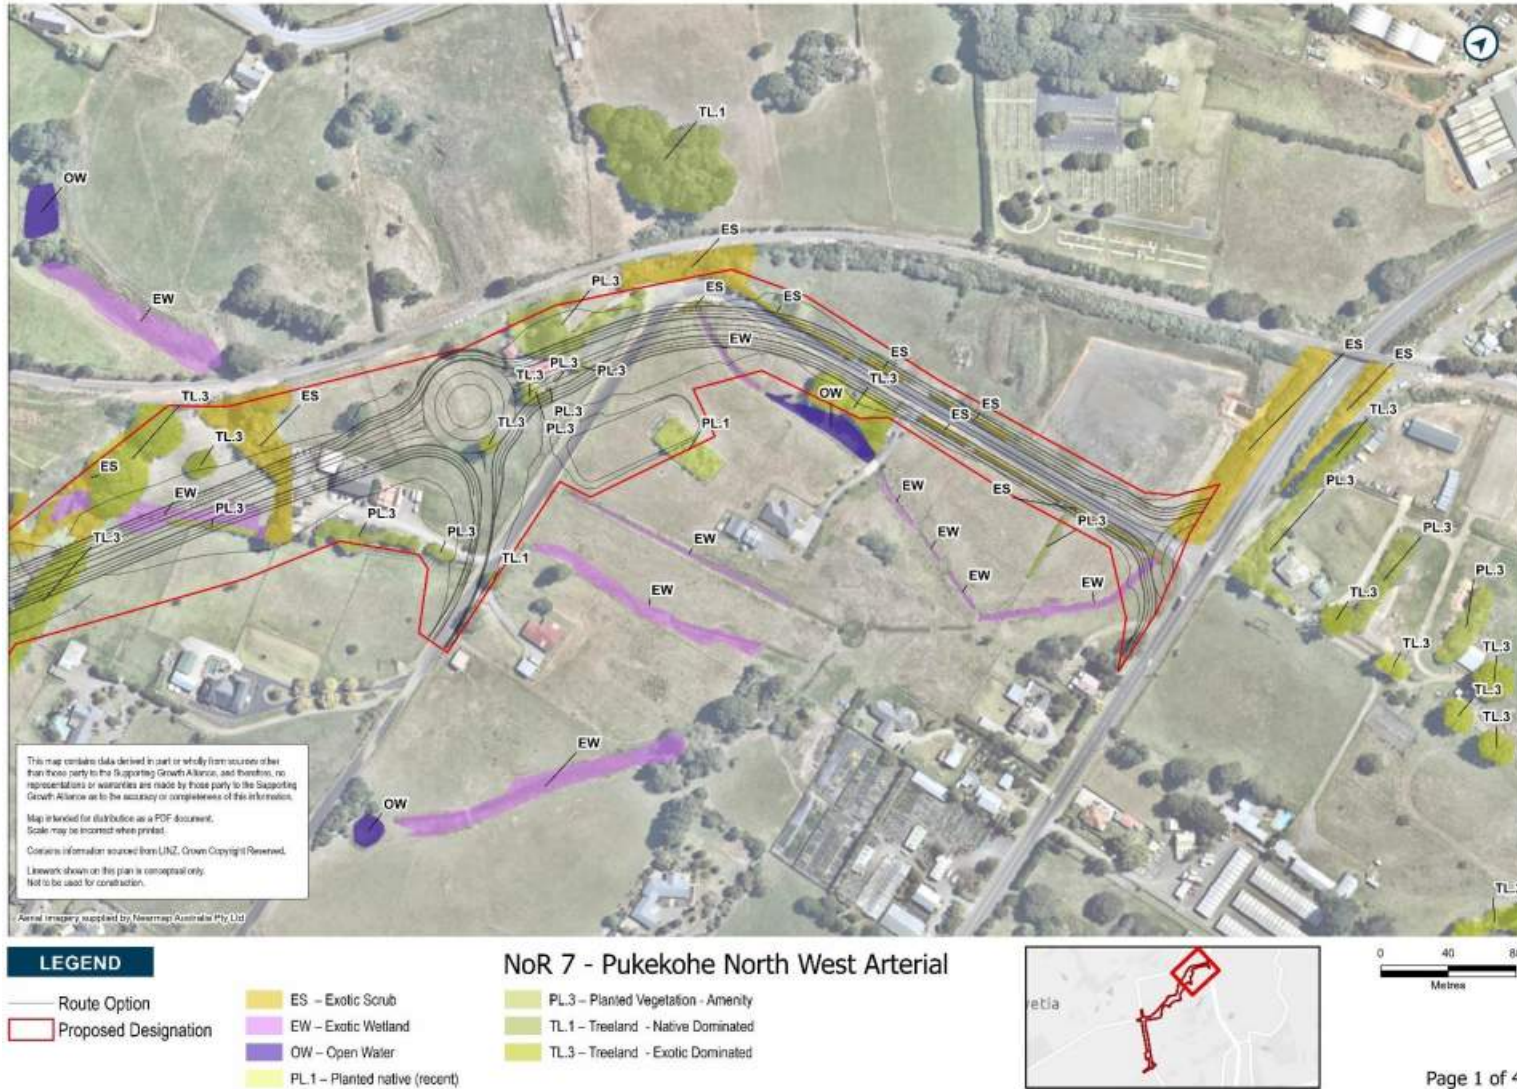 TL.1
OW
ES
PL.3
EW
ES
ES
EW
ES
ES
ES
TL.3
PL.3
PL.3
TL.3
TL.3
ES
OW
ES
TL.3
PL.3
ES
TL.3
PL.3
PL.1
TL.3
ES
EW
EW
ES
PL.3
PL.3
PL.3
PL.3
PL.3
TL.3
PL.3
TL.1
EW
EW
PL.3
EW
EW
EW
TL.3
TL.3
TL.3
TL.3
TL.3
EW
OW
This map contains data derived in part or wholly from sources other
than those party to the Supporting Growth Alliance, and therefore, no
representations or warranties are made by those party to the Supporting
Growth Alliance as to the accuracy or completeness of this information.
Map intended for distribution as a PDF document.
Scale may be incorrect when printed.
Contains information sourced from LINZ. Crown Copyright Reserved.
Linework shown on this plan is conceptual only.
Not to be used for construction.
Aerial imagery supplied by Nearmap Australia Pty Ltd
LEGEND
Route Option
Proposed Designation
ES – Exotic Scrub
EW – Exotic Wetland
OW – Open Water
PL.1 – Planted native (recent)
NoR 7 - Pukekohe North West Arterial
PL.3 – Planted Vegetation - Amenity
TL.1 – Treeland - Native Dominated
TL.3 – Treeland - Exotic Dominated
etia
0 40
Metres
Page 1 of 4